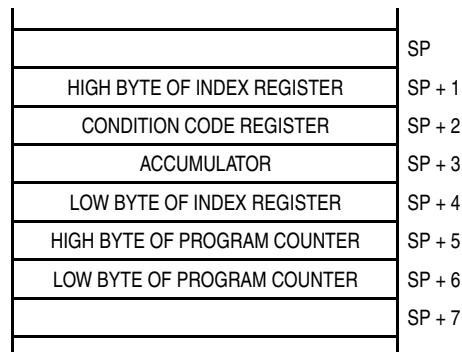 SP
HIGH BYTE OF INDEX REGISTER SP + 1
CONDITION CODE REGISTER SP + 2
ACCUMULATOR SP + 3
LOW BYTE OF INDEX REGISTER SP + 4
HIGH BYTE OF PROGRAM COUNTER SP + 5
LOW BYTE OF PROGRAM COUNTER SP + 6
SP + 7